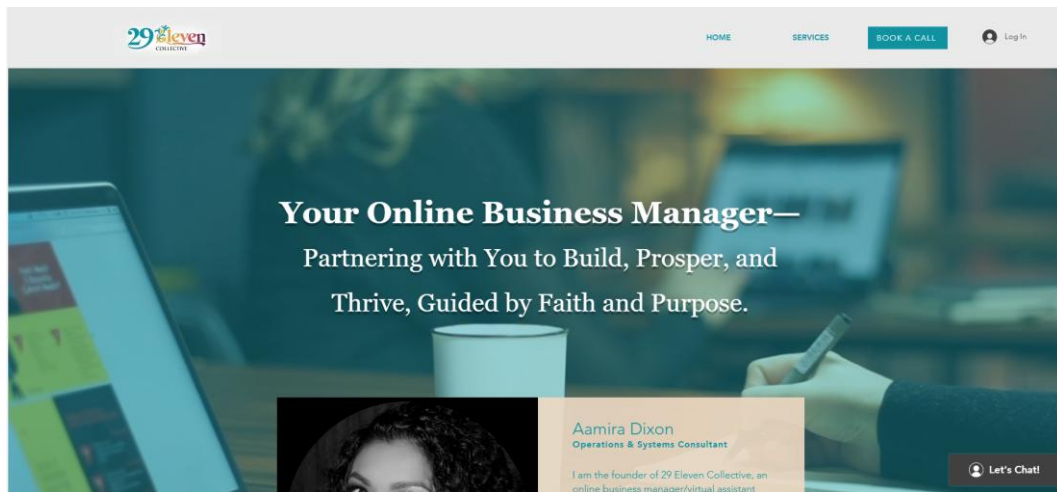 29 Eleven
COLLECTIVE
HOME
SERVICES
BOOK A CALL
Log In
Your Online Business Manager—
Partnering with You to Build, Prosper, and
Thrive, Guided by Faith and Purpose.
Aamira Dixon
Operations & Systems Consultant
I am the founder of 29 Eleven Collective, an
online business manager/virtual assistant
Let's Chat!